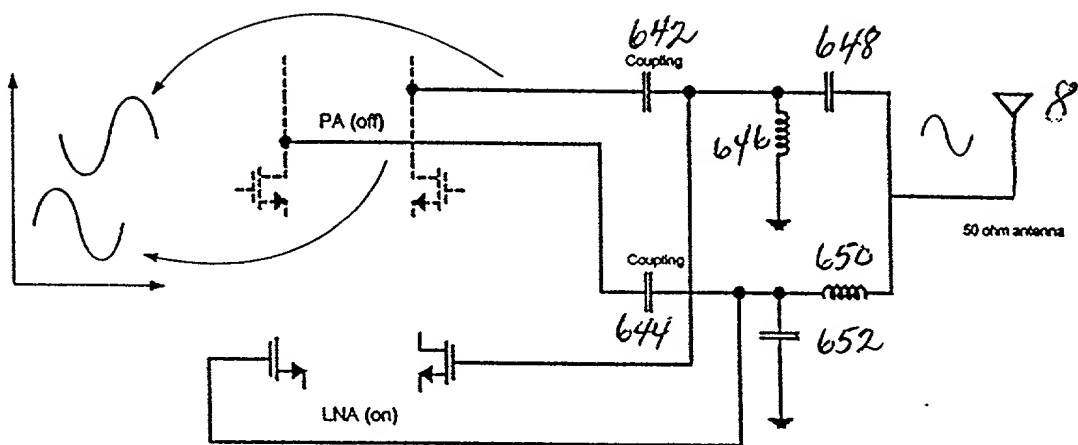 642
Coupling
648
8
PA (off)
646
50 ohm antenna
Coupling
650
644
652
LNA (on)